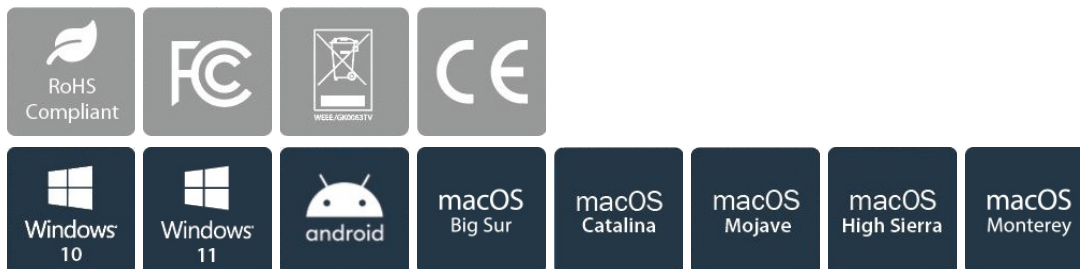 RoHS
Compliant
FC
WEEE/GK0083TV
CE
Windows
10
Windows
11
android
macOS
Big Sur
macOS
Catalina
macOS
Mojave
macOS
High Sierra
macOS
Monterey